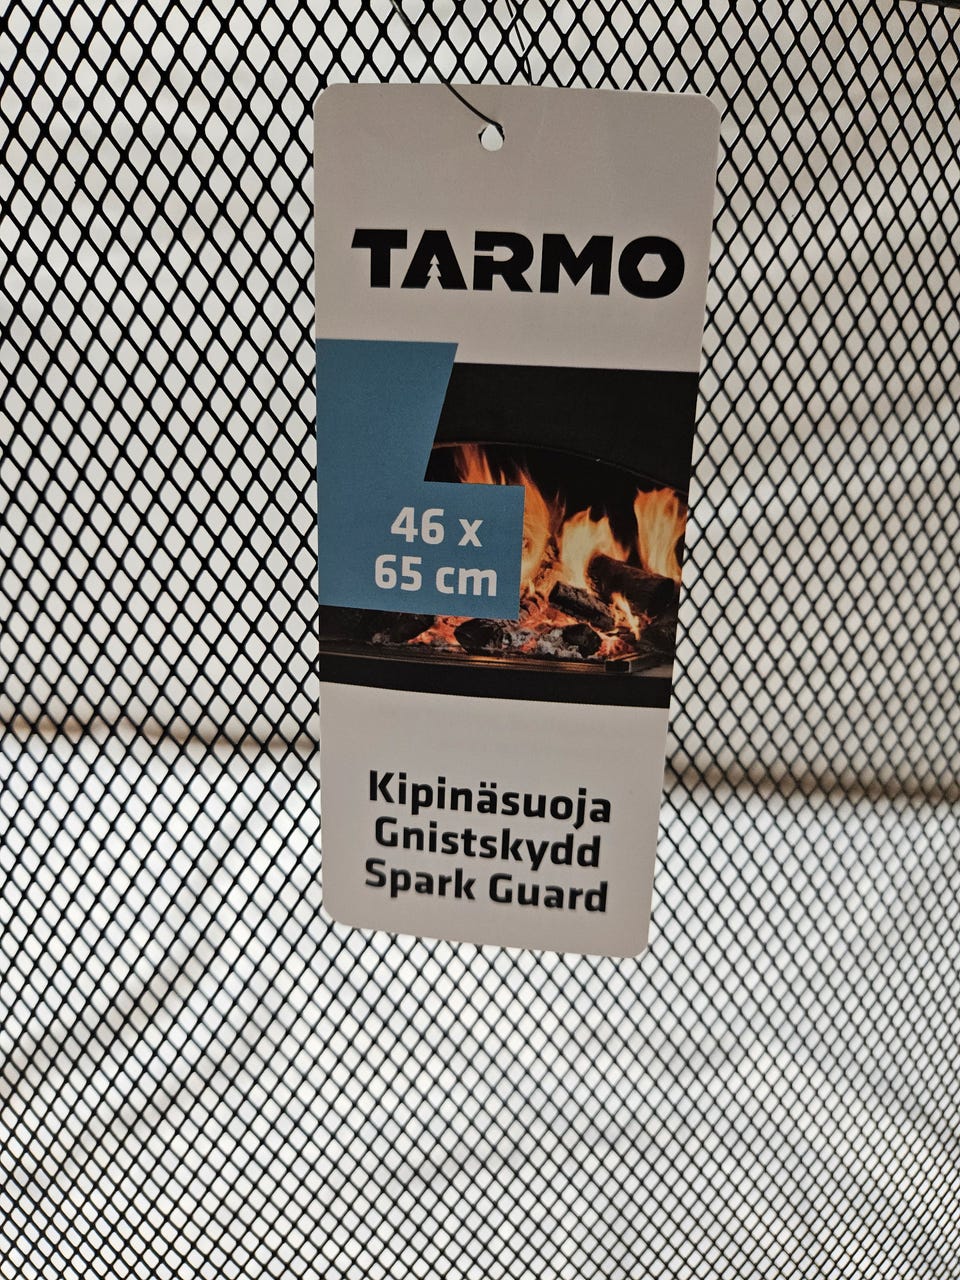 TARMO
46 x
65 cm
Kipinäsuoja
Gnistskydd
Spark Guard